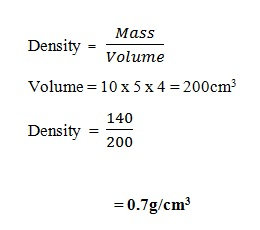 Density = Mass / Volume
Volume = 10 x 5 x 4 = 200cm³
Density = 140 / 200
= 0.7g/cm³